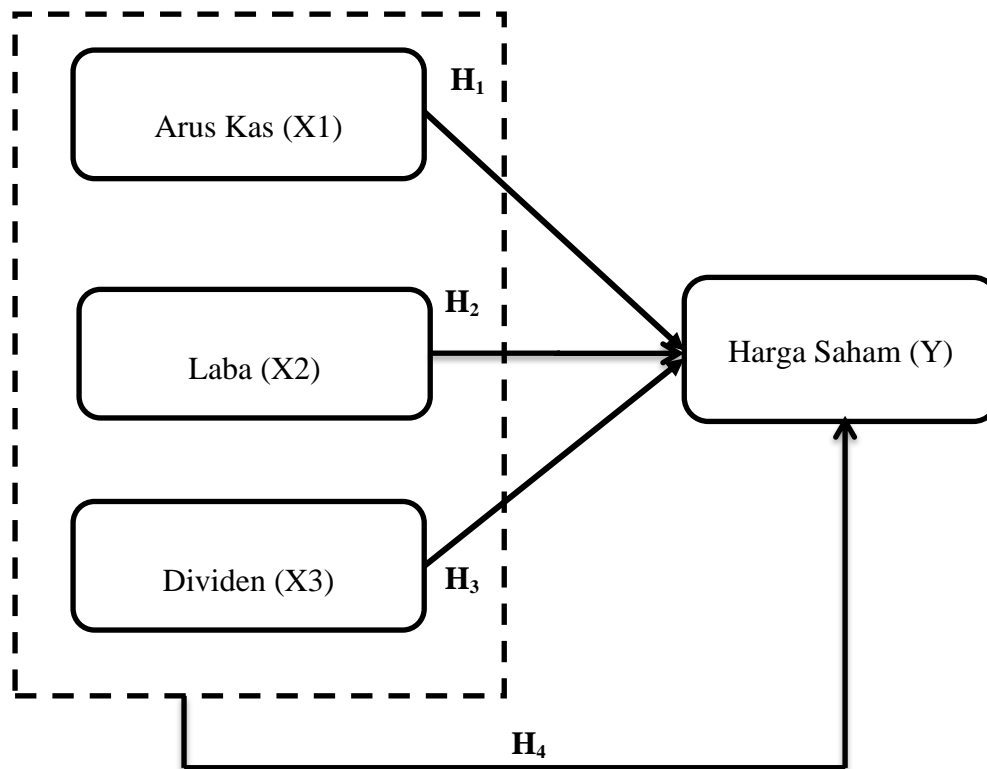 H₁
Arus Kas (X1)
H₂
Laba (X2)
Harga Saham (Y)
Dividen (X3)
H₃
H₄